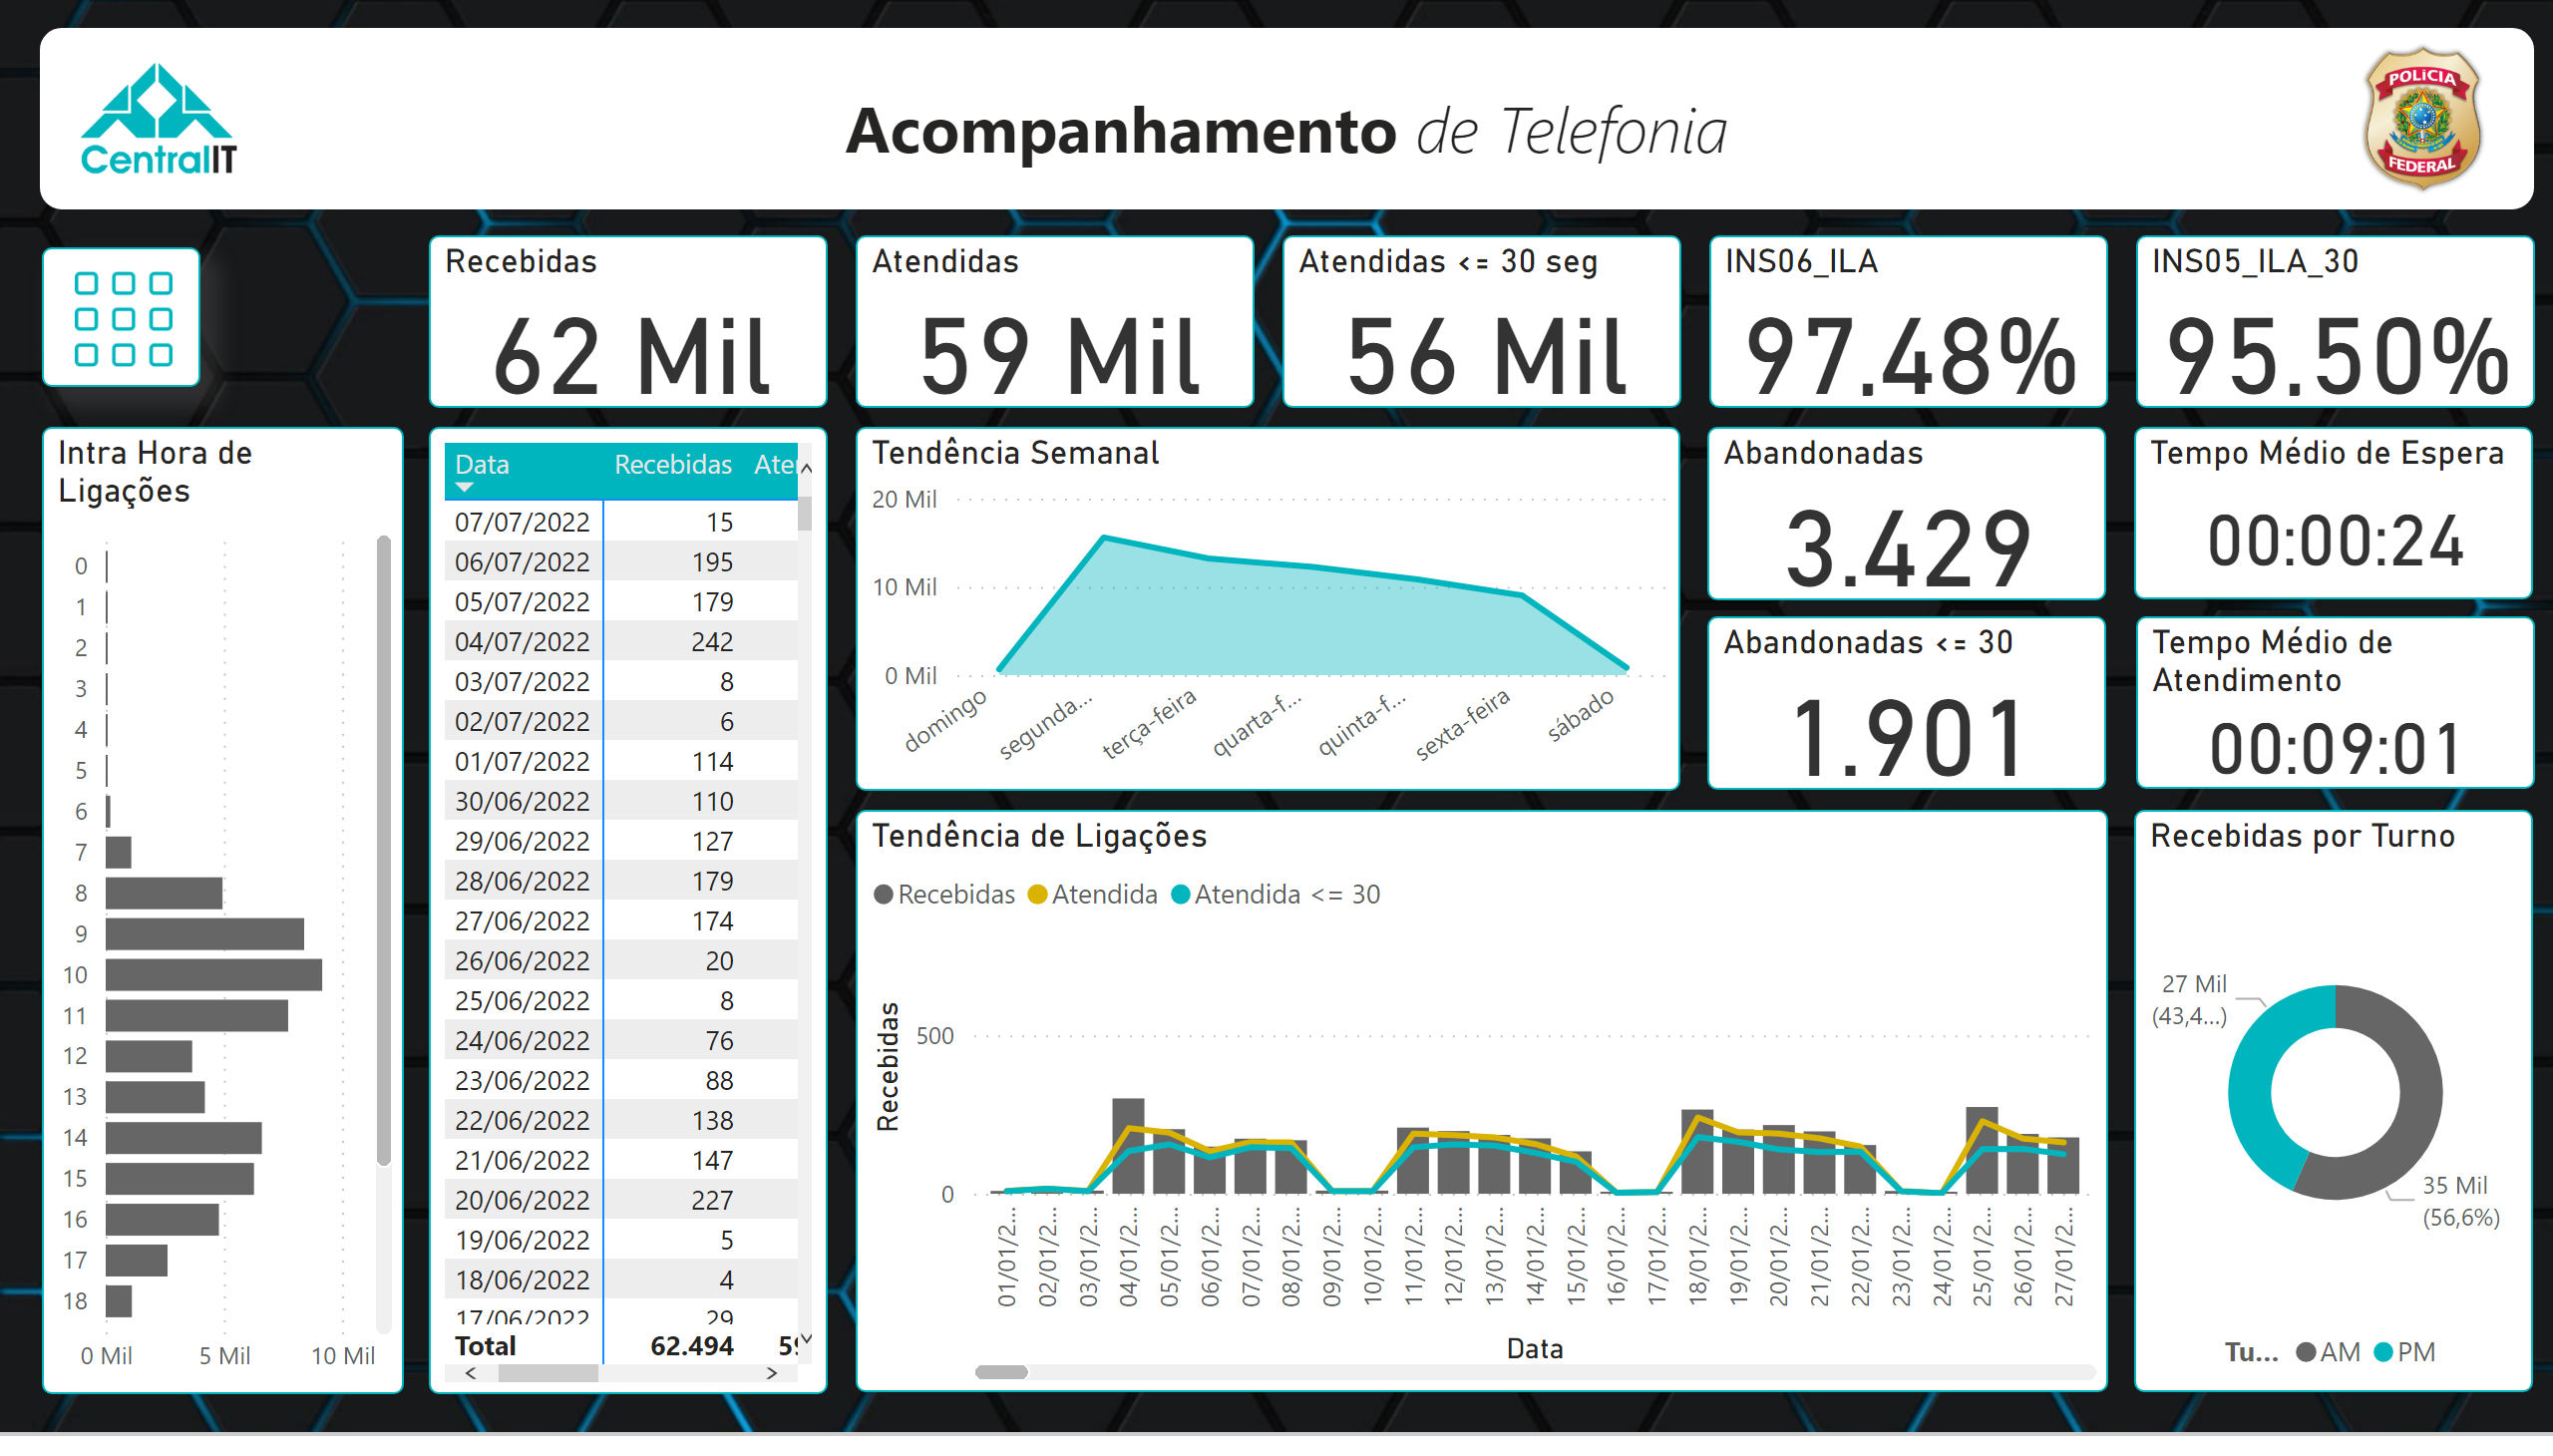 CentralIT
Acompanhamento de Telefonia
POLíCIA
FEDERAL
Recebidas
62 Mil
Atendidas
59 Mil
Atendidas <= 30 seg
56 Mil
INS06_ILA
97.48%
INS05_ILA_30
95.50%
Intra Hora de
Ligações
0
1
2
3
4
5
6
7
8
9
10
11
12
13
14
15
16
17
18
0 Mil 5 Mil 10 Mil
Data Recebidas Ate
07/07/2022 15
06/07/2022 195
05/07/2022 179
04/07/2022 242
03/07/2022 8
02/07/2022 6
01/07/2022 114
30/06/2022 110
29/06/2022 127
28/06/2022 179
27/06/2022 174
26/06/2022 20
25/06/2022 8
24/06/2022 76
23/06/2022 88
22/06/2022 138
21/06/2022 147
20/06/2022 227
19/06/2022 5
18/06/2022 4
17/06/2022 29
Total 62.494 59
Tendência Semanal
20 Mil
10 Mil
0 Mil
domingo segunda... terça-feira quarta-f... quinta-f... sexta-feira sábado
Abandonadas
3.429
Tempo Médio de Espera
00:00:24
Abandonadas <= 30
1.901
Tempo Médio de
Atendimento
00:09:01
Tendência de Ligações
Recebidas Atendida Atendida <= 30
Recebidas
500
0
01/01/2... 02/01/2... 03/01/2... 04/01/2... 05/01/2... 06/01/2... 07/01/2... 08/01/2... 09/01/2... 10/01/2... 11/01/2... 12/01/2... 13/01/2... 14/01/2... 15/01/2... 16/01/2... 17/01/2... 18/01/2... 19/01/2... 20/01/2... 21/01/2... 22/01/2... 23/01/2... 24/01/2... 25/01/2... 26/01/2... 27/01/2...
Data
Recebidas por Turno
27 Mil
(43,4...)
35 Mil
(56,6%)
Tu... AM PM